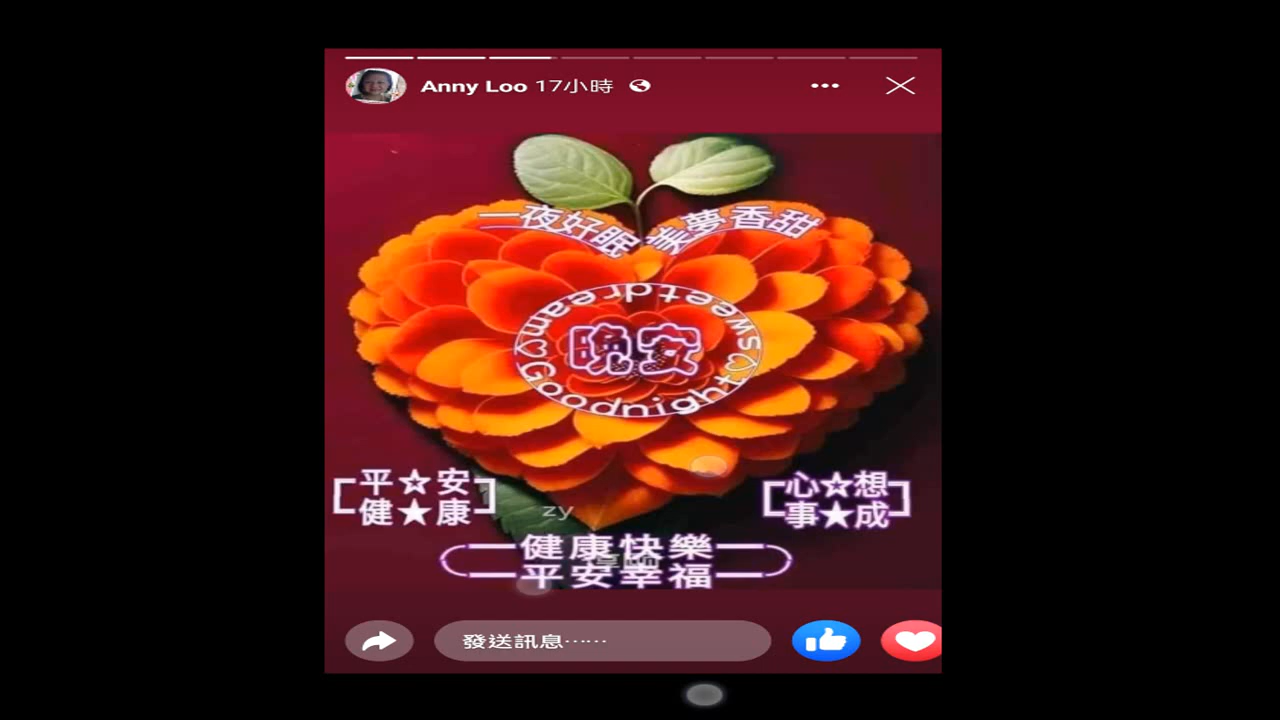 Anny Loo 17小時
一夜好眠 美夢香甜
Sweetdream♡Goodnight♡
晚安
平☆安
健★康
心☆想
事★成
zy
健康快樂
平安幸福
發送訊息……